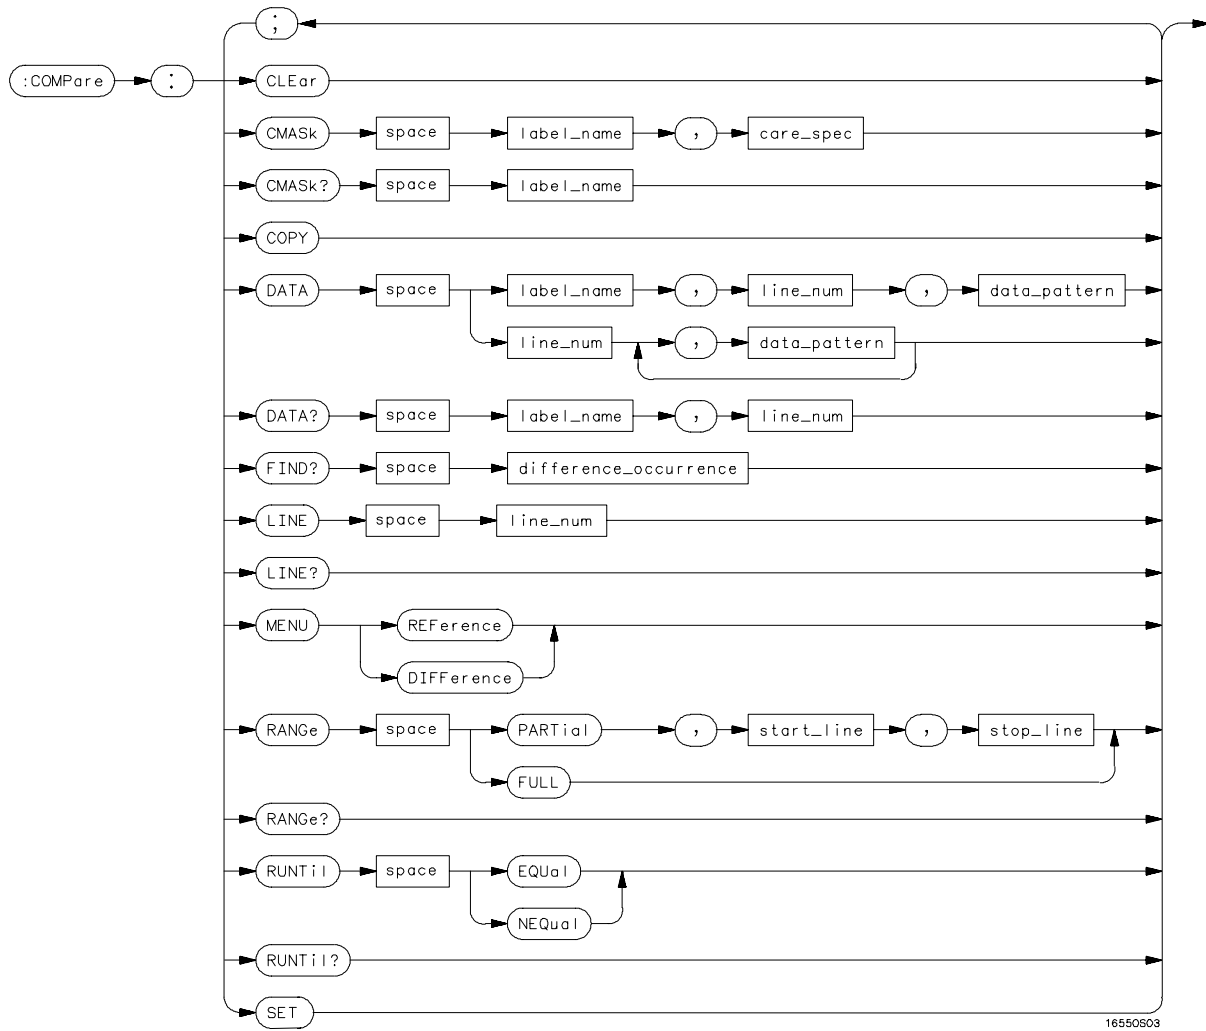 ;
:COMPare : CLEar
CMASk space label_name , care_spec
CMASk? space label_name
COPY
DATA space label_name , line_num , data_pattern
line_num , data_pattern
DATA? space label_name , line_num
FIND? space difference_occurrence
LINE space line_num
LINE?
MENU REFerence
DIFFerence
RANGe space PARTial , start_line , stop_line
FULL
RANGe?
RUNTil space EQUal
NEQual
RUNTil?
SET
16550S03